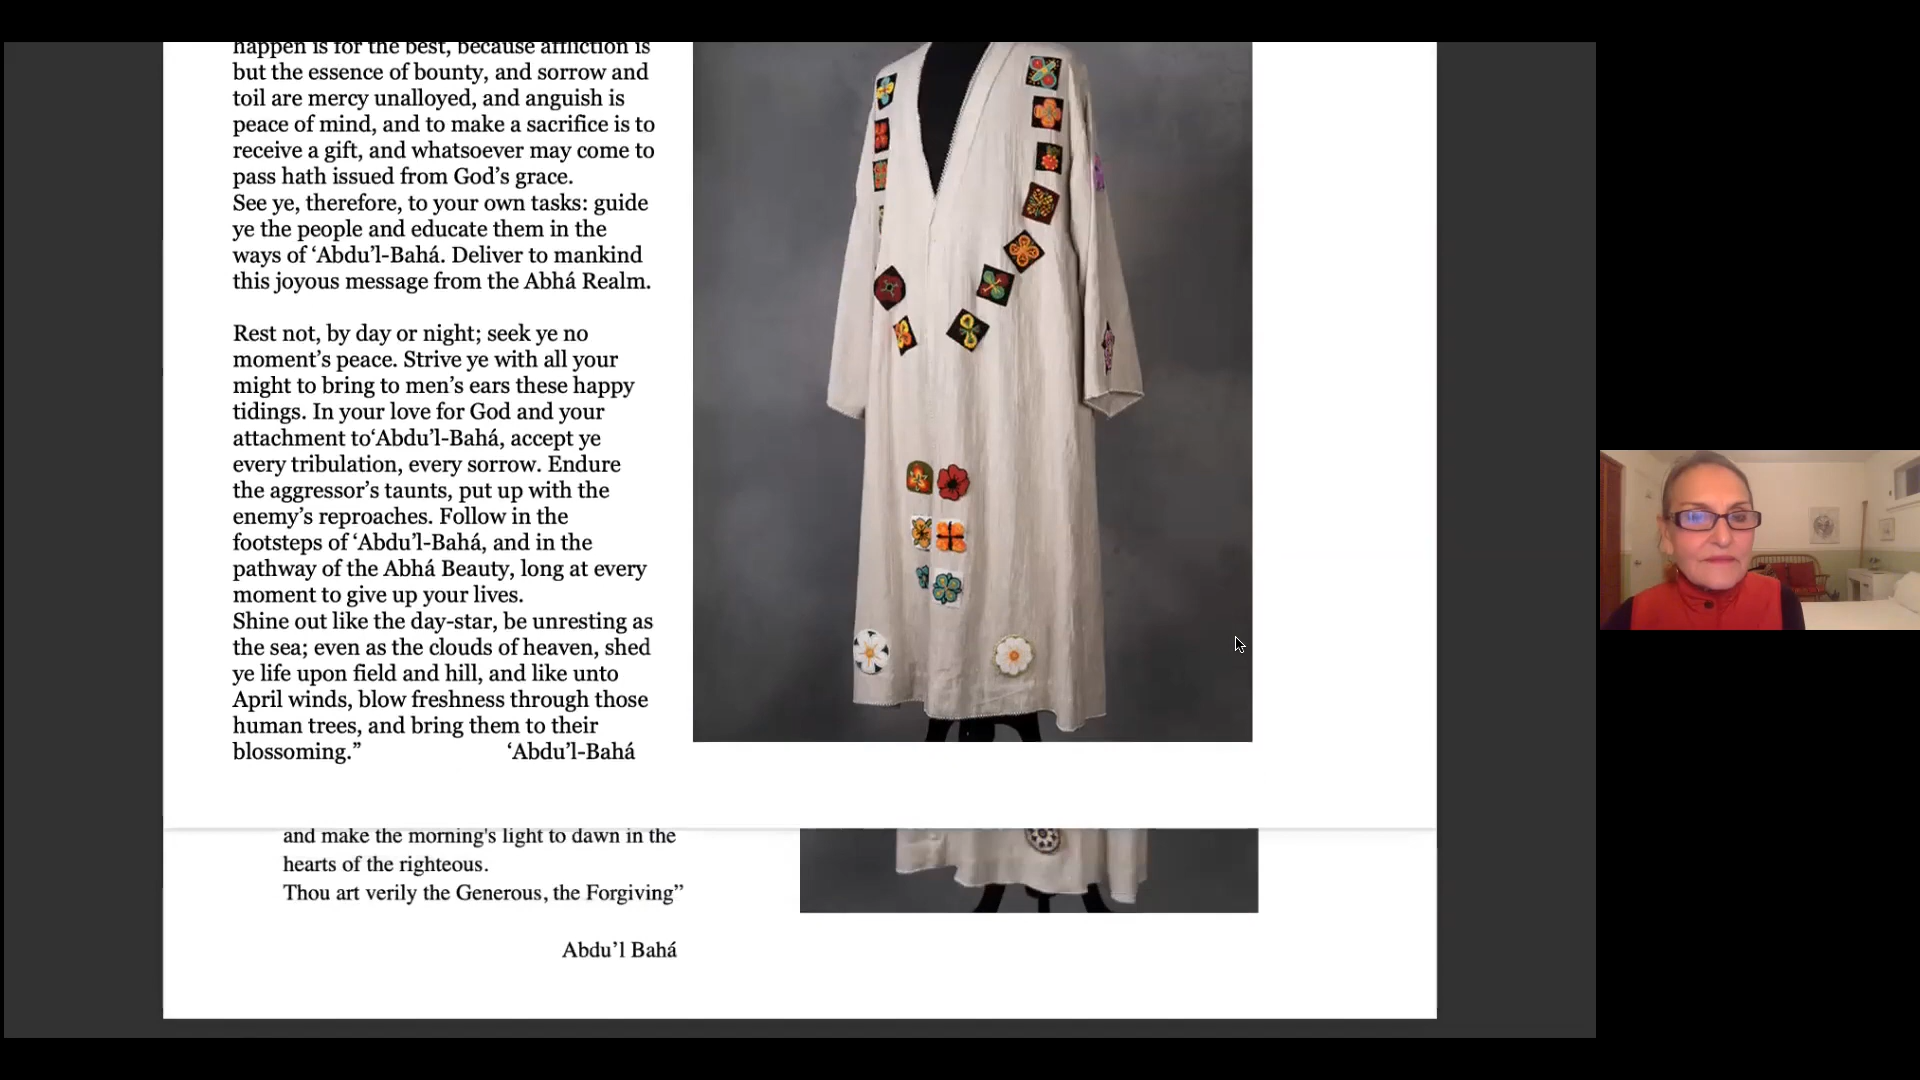 happen is for the best, because affliction is
but the essence of bounty, and sorrow and
toil are mercy unalloyed, and anguish is
peace of mind, and to make a sacrifice is to
receive a gift, and whatsoever may come to
pass hath issued from God’s grace.
See ye, therefore, to your own tasks: guide
ye the people and educate them in the
ways of ‘Abdu’l-Bahá. Deliver to mankind
this joyous message from the Abhá Realm.
Rest not, by day or night; seek ye no
moment’s peace. Strive ye with all your
might to bring to men’s ears these happy
tidings. In your love for God and your
attachment to‘Abdu’l-Bahá, accept ye
every tribulation, every sorrow. Endure
the aggressor’s taunts, put up with the
enemy’s reproaches. Follow in the
footsteps of ‘Abdu’l-Bahá, and in the
pathway of the Abhá Beauty, long at every
moment to give up your lives.
Shine out like the day-star, be unresting as
the sea; even as the clouds of heaven, shed
ye life upon field and hill, and like unto
April winds, blow freshness through those
human trees, and bring them to their
blossoming.” ‘Abdu’l-Bahá
and make the morning's light to dawn in the
hearts of the righteous.
Thou art verily the Generous, the Forgiving”
Abdu’l Bahá